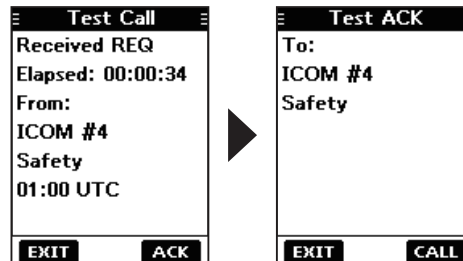 Test Call
Received REQ
Elapsed: 00:00:34
From:
ICOM #4
Safety
01:00 UTC
EXIT ACK
Test ACK
To:
ICOM #4
Safety
EXIT CALL